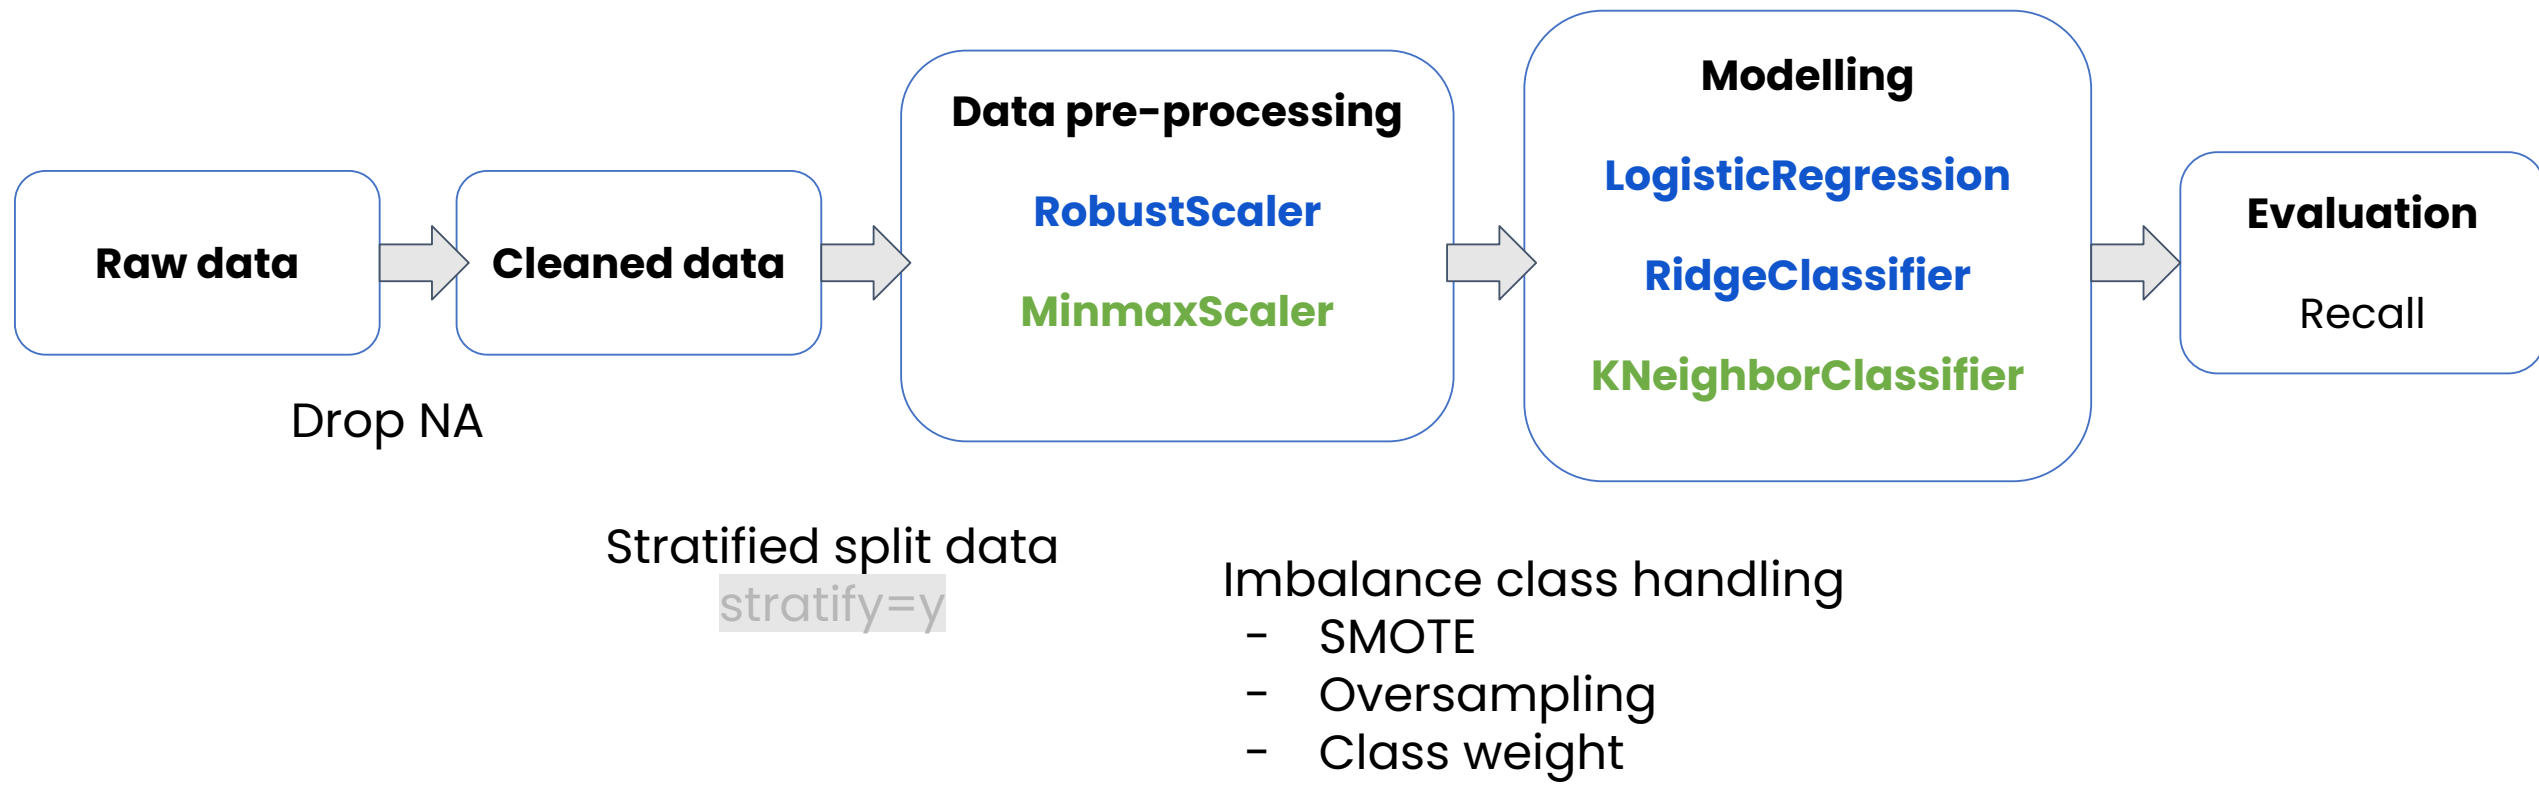 Raw data
Drop NA
Cleaned data
Stratified split data
stratify=y
Data pre-processing
RobustScaler
MinmaxScaler
Imbalance class handling
- SMOTE
- Oversampling
- Class weight
Modelling
LogisticRegression
RidgeClassifier
KNeighborClassifier
Evaluation
Recall